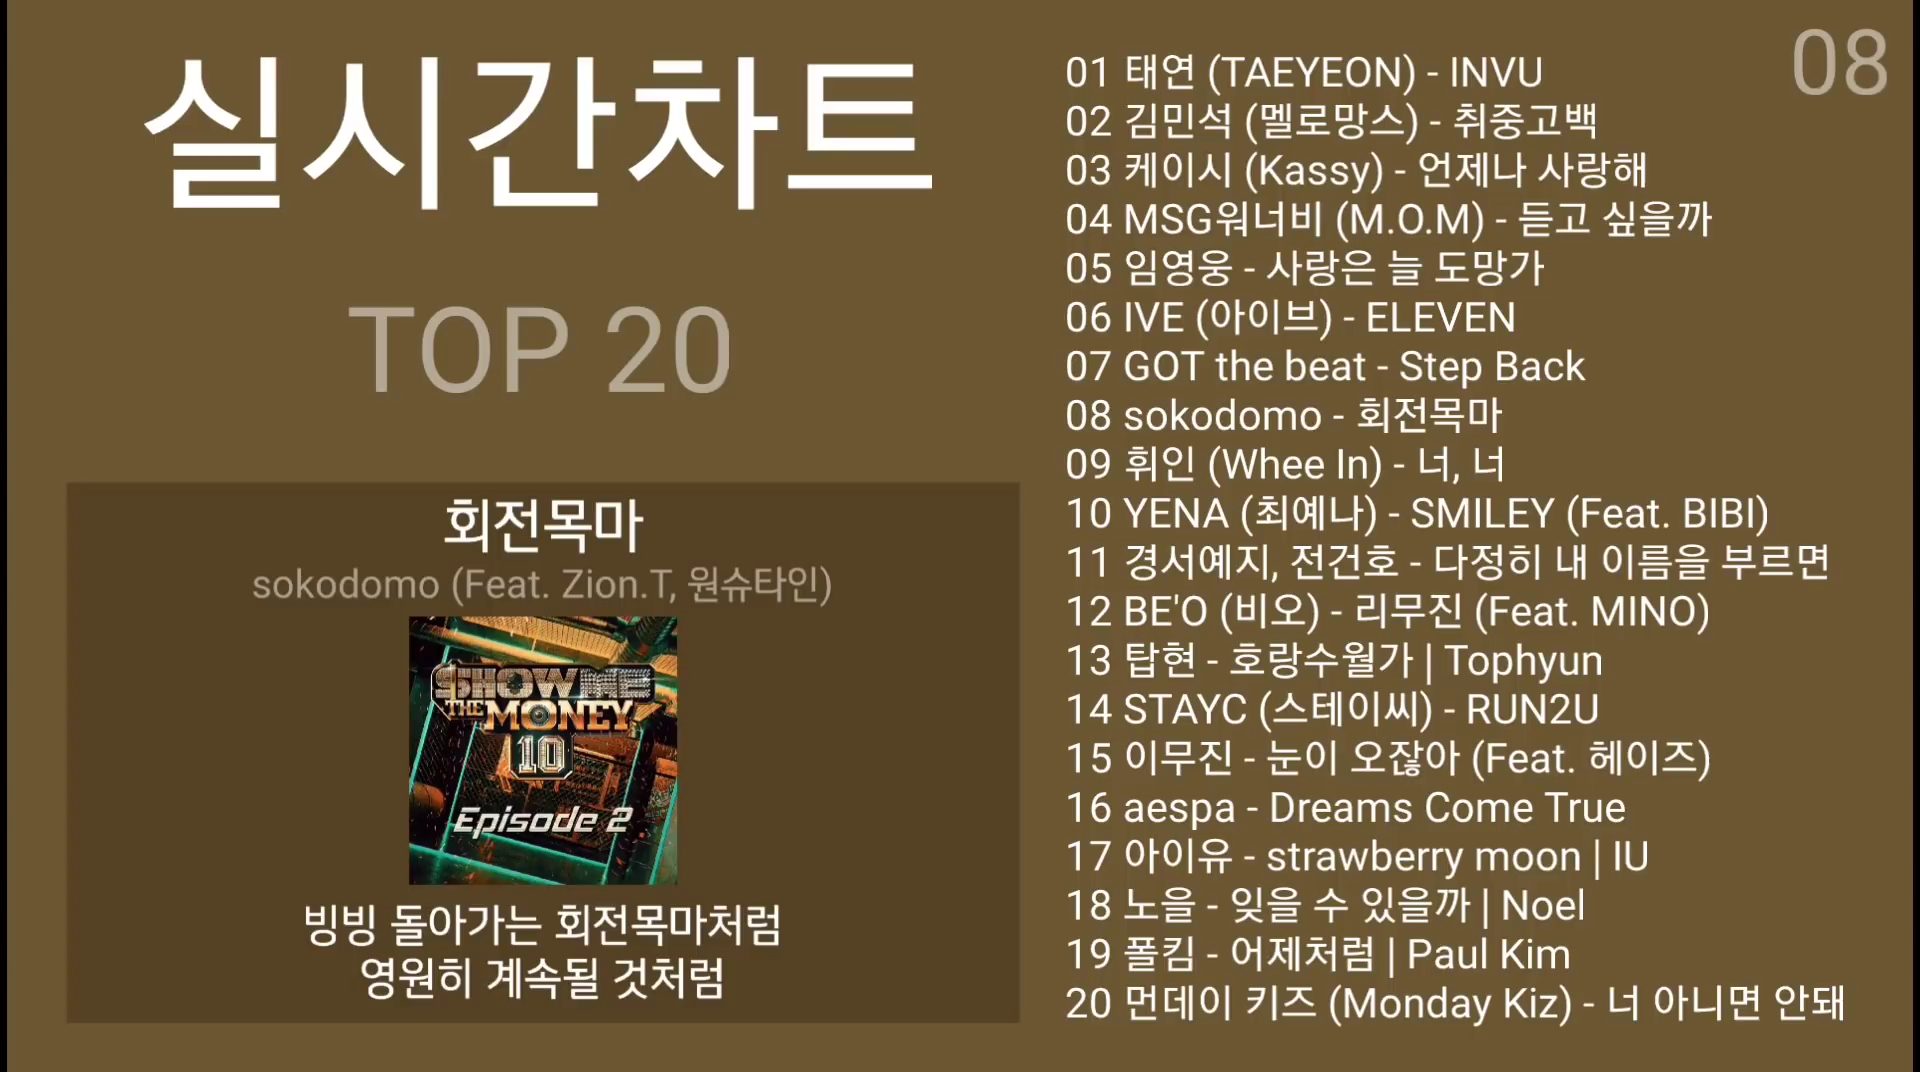 실시간차트
TOP 20
08
회전목마
sokodomo (Feat. Zion.T, 원슈타인)
SHOW ME
THE MONEY
10
Episode 2
빙빙 돌아가는 회전목마처럼
영원히 계속될 것처럼
01 태연 (TAEYEON) - INVU
02 김민석 (멜로망스) - 취중고백
03 케이시 (Kassy) - 언제나 사랑해
04 MSG워너비 (M.O.M) - 듣고 싶을까
05 임영웅 - 사랑은 늘 도망가
06 IVE (아이브) - ELEVEN
07 GOT the beat - Step Back
08 sokodomo - 회전목마
09 휘인 (Whee In) - 너, 너
10 YENA (최예나) - SMILEY (Feat. BIBI)
11 경서예지, 전건호 - 다정히 내 이름을 부르면
12 BE'O (비오) - 리무진 (Feat. MINO)
13 탑현 - 호랑수월가 | Tophyun
14 STAYC (스테이씨) - RUN2U
15 이무진 - 눈이 오잖아 (Feat. 헤이즈)
16 aespa - Dreams Come True
17 아이유 - strawberry moon | IU
18 노을 - 잊을 수 있을까 | Noel
19 폴킴 - 어제처럼 | Paul Kim
20 먼데이 키즈 (Monday Kiz) - 너 아니면 안돼